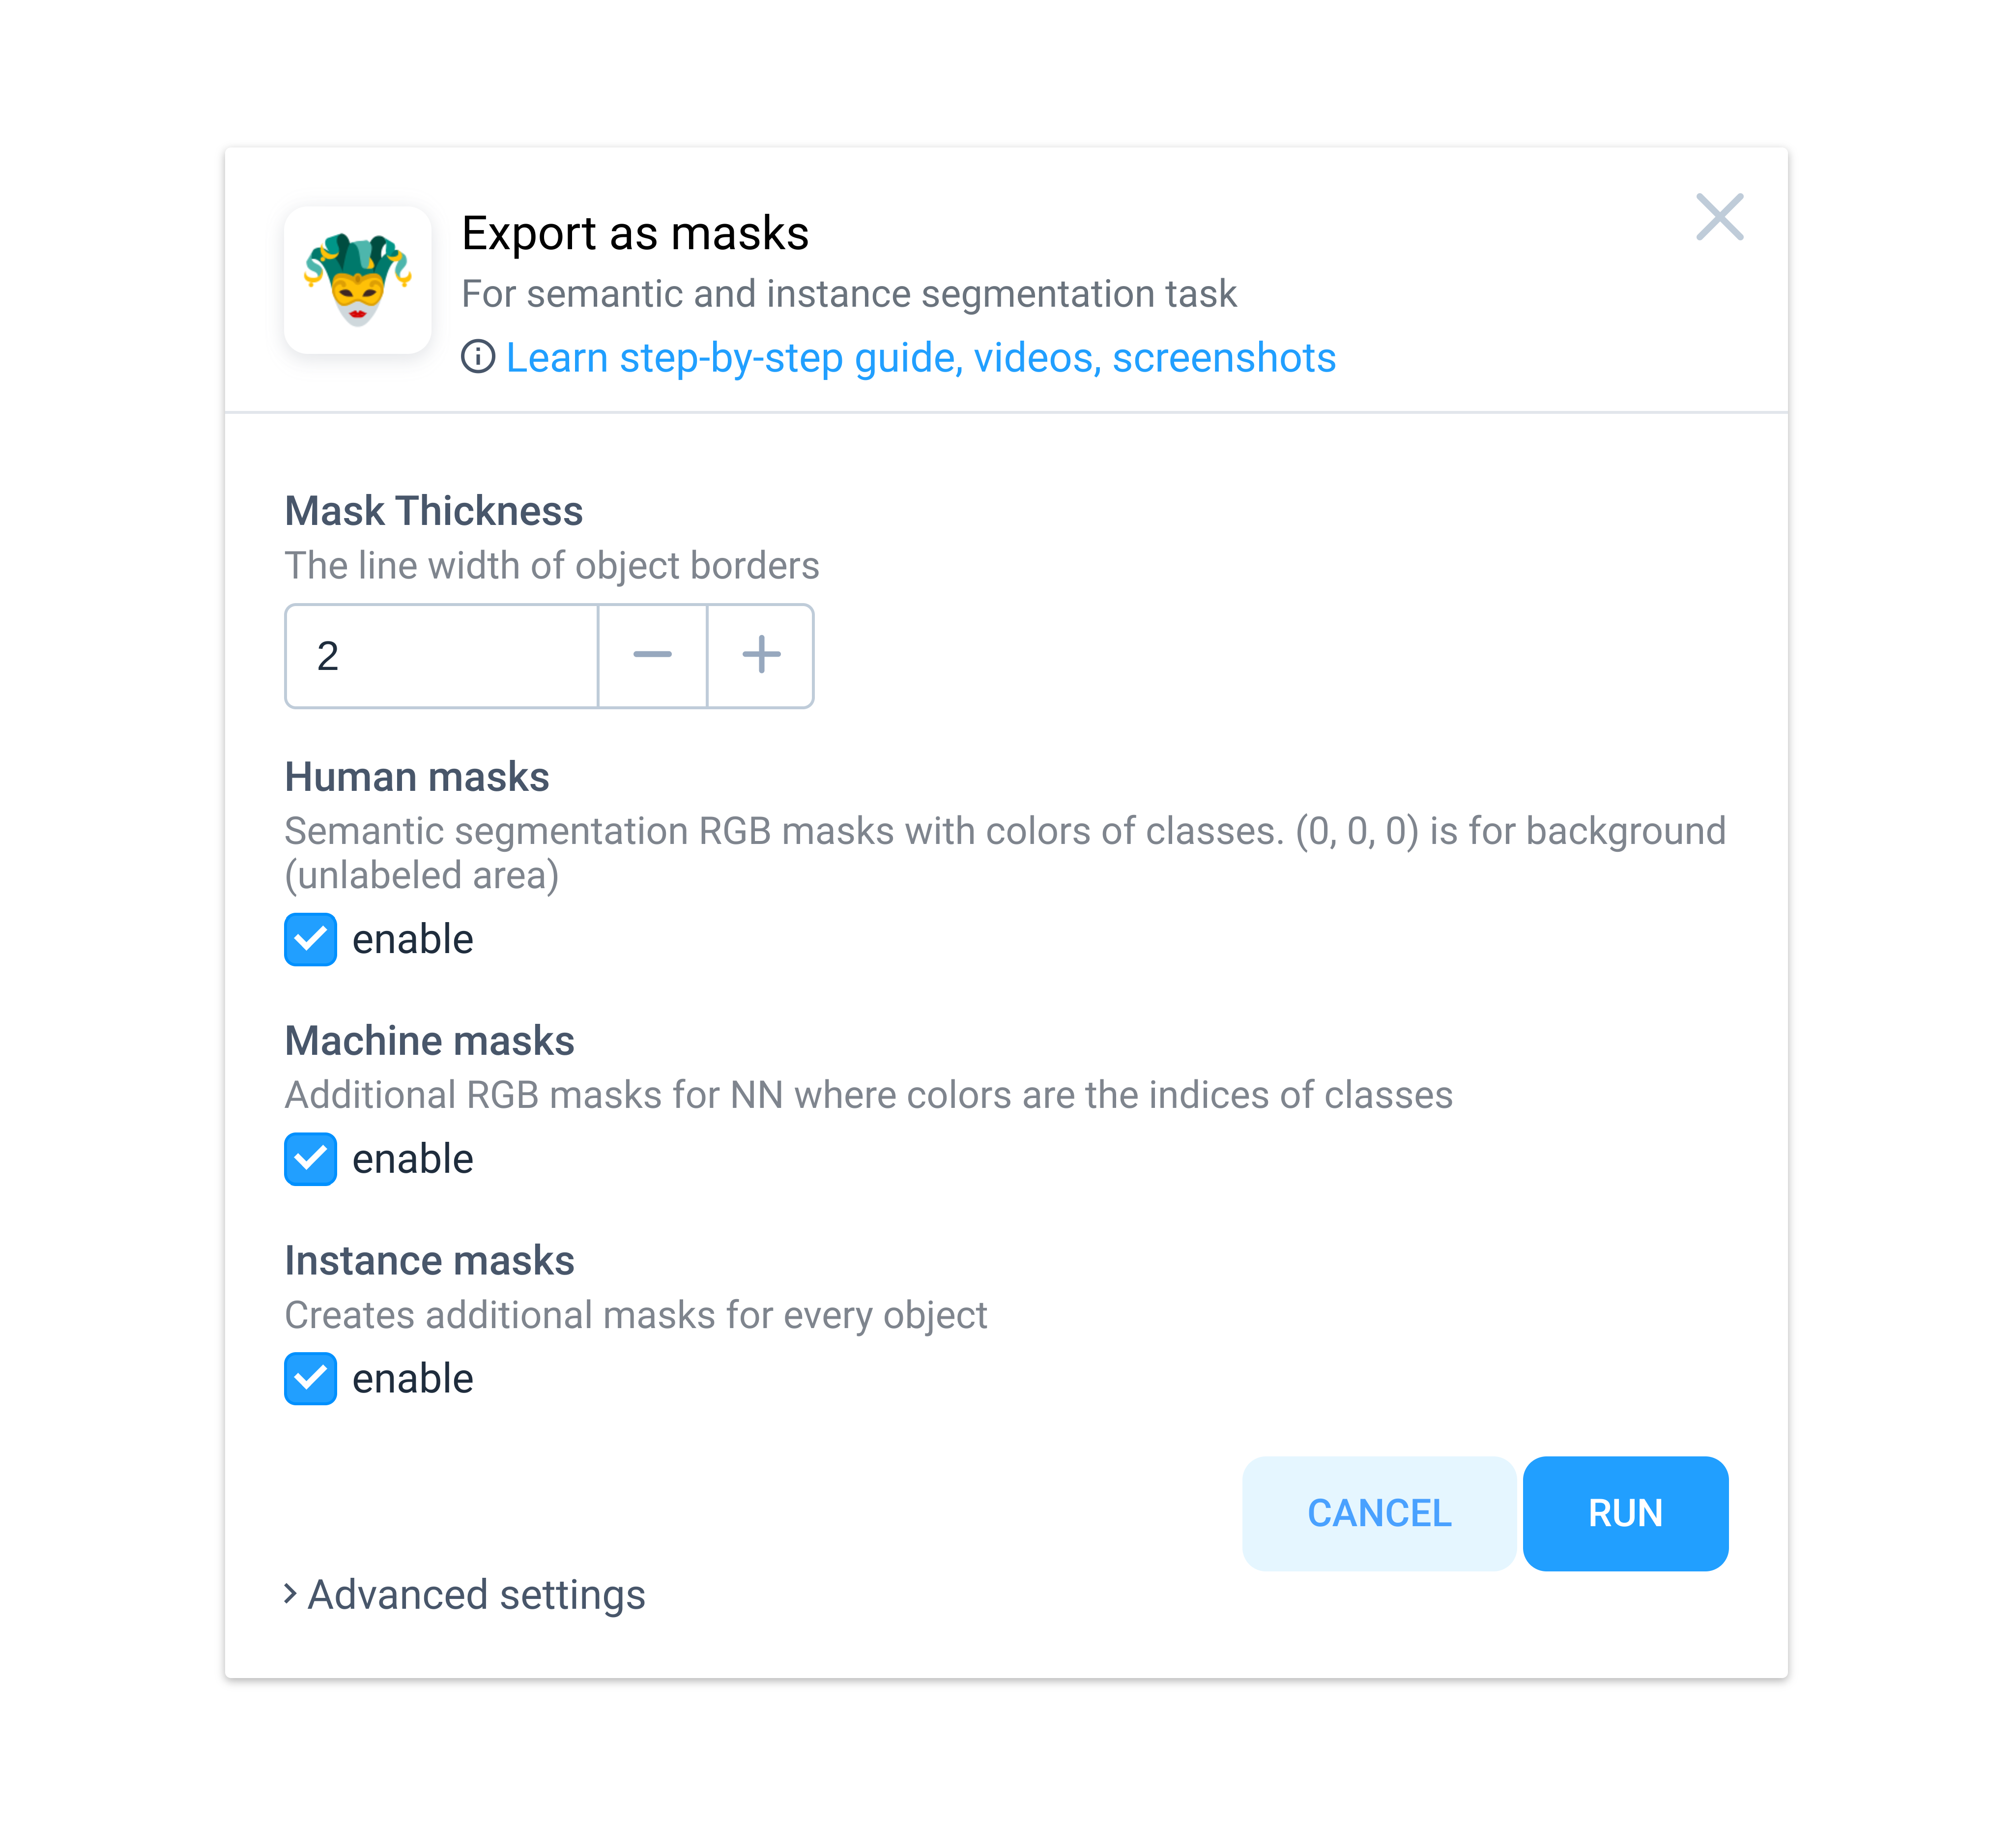 Export as masks
For semantic and instance segmentation task
Learn step-by-step guide, videos, screenshots
Mask Thickness
The line width of object borders
2
Human masks
Semantic segmentation RGB masks with colors of classes. (0, 0, 0) is for background
(unlabeled area)
enable
Machine masks
Additional RGB masks for NN where colors are the indices of classes
enable
Instance masks
Creates additional masks for every object
enable
CANCEL RUN
Advanced settings